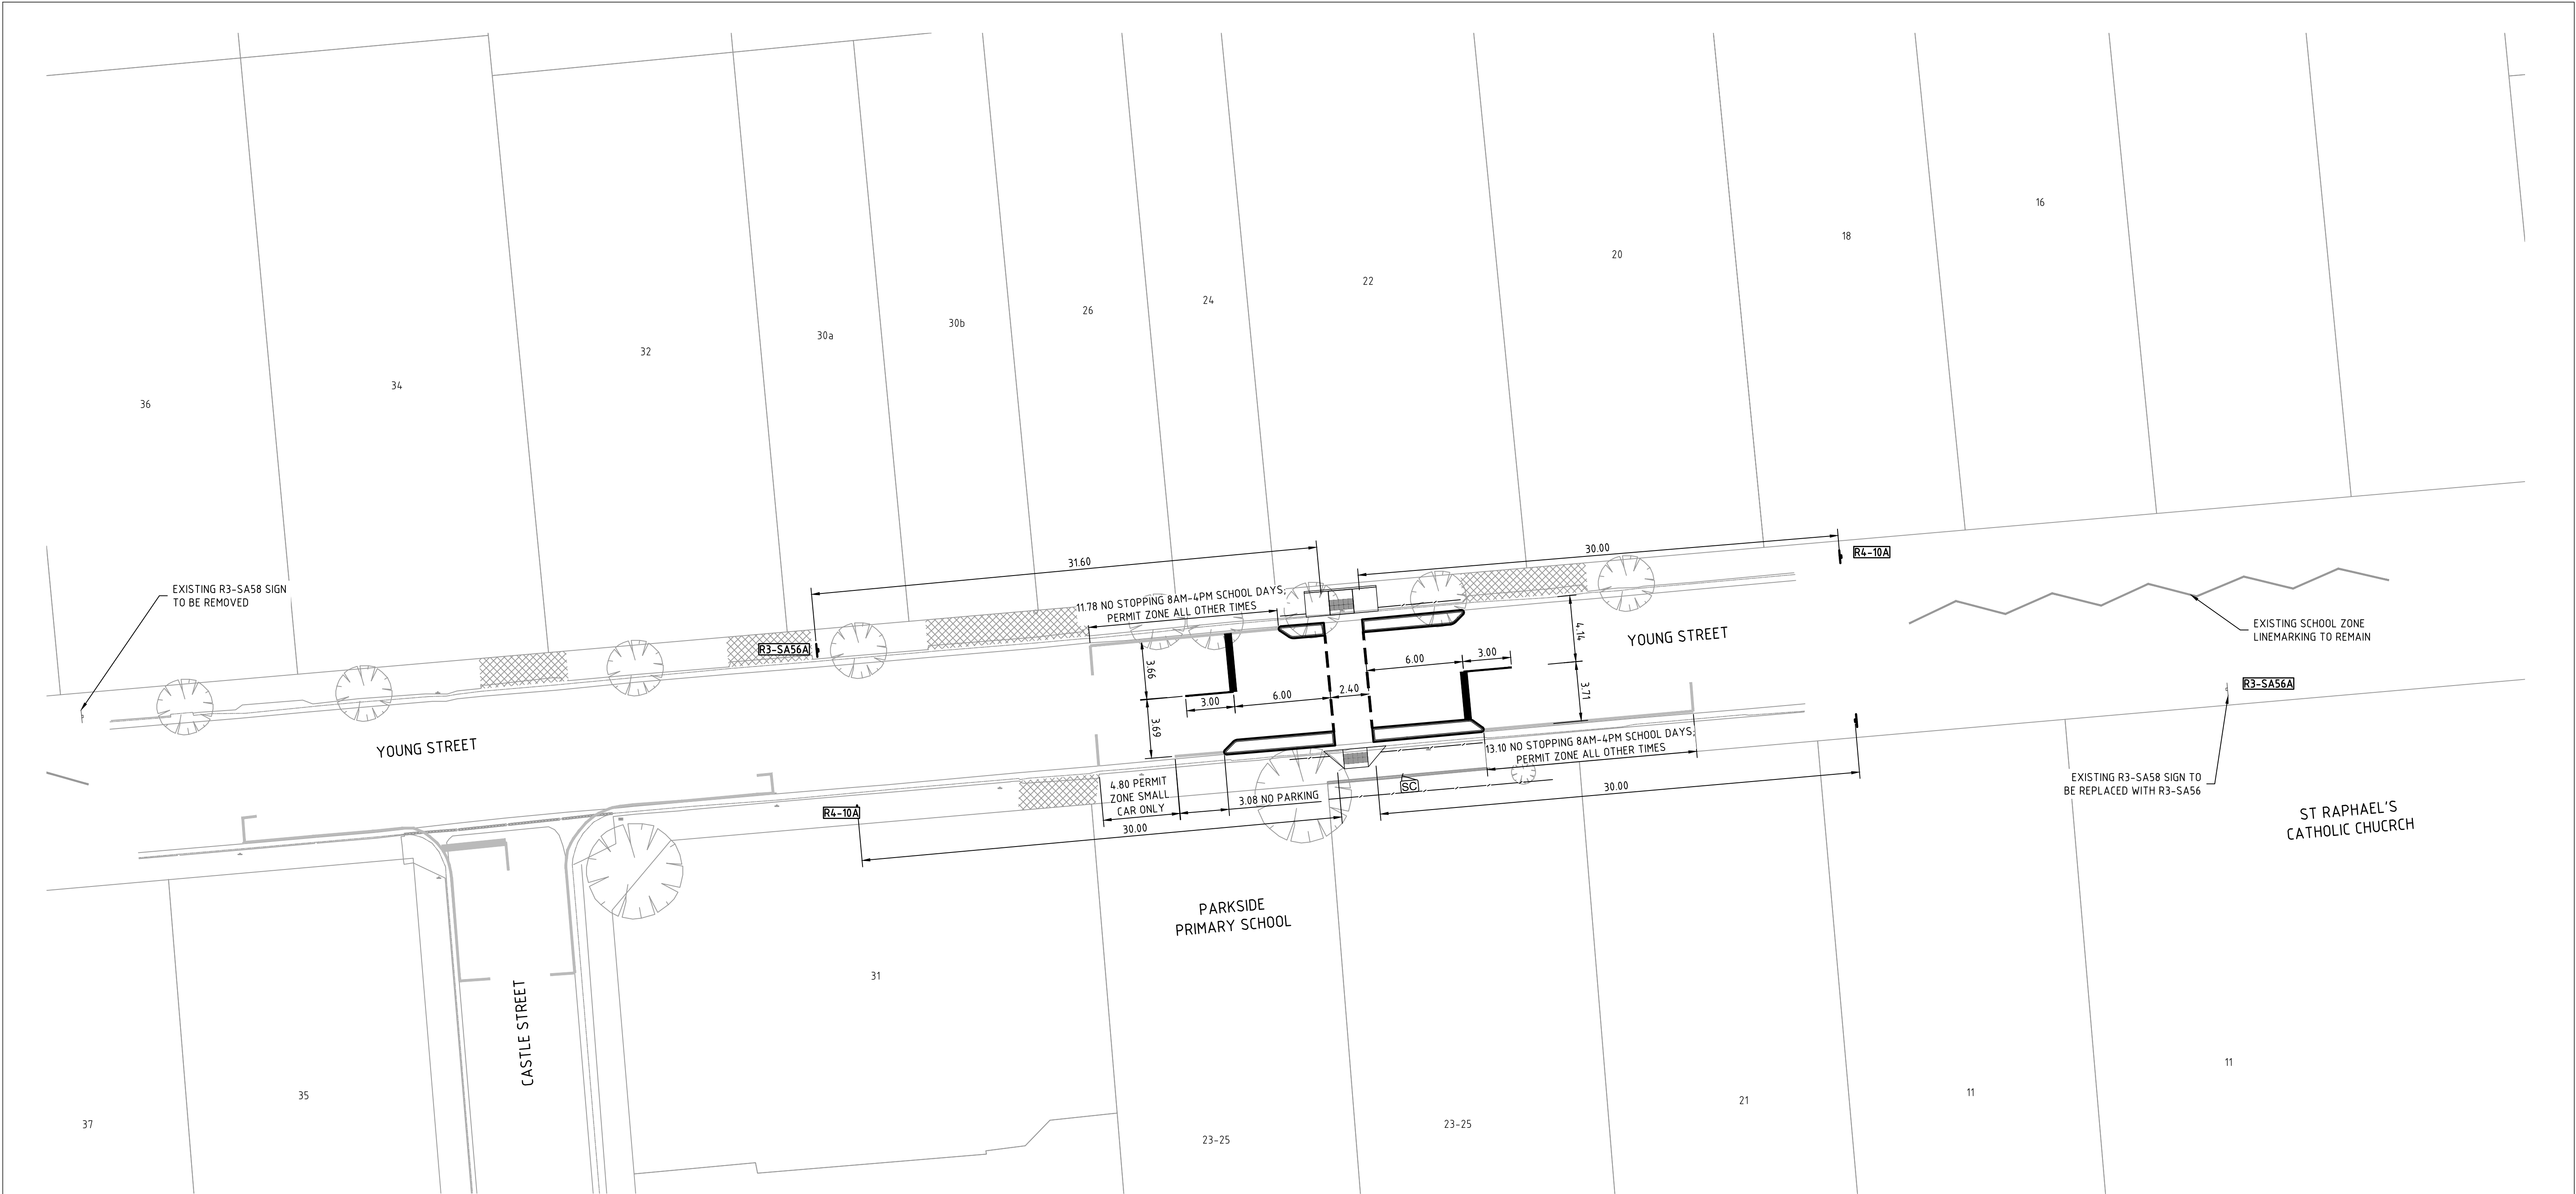 16
18
20
22
24
26
30b
30a
32
34
36
31.60
30.00
R4-10A
EXISTING R3-SA58 SIGN
TO BE REMOVED
11.78 NO STOPPING 8AM-4PM SCHOOL DAYS;
PERMIT ZONE ALL OTHER TIMES
R3-SA56A
4.14
YOUNG STREET
EXISTING SCHOOL ZONE
LINEMARKING TO REMAIN
3.66
6.00
3.00
3.71
R3-SA56A
3.00
6.00
2.40
3.69
YOUNG STREET
13.10 NO STOPPING 8AM-4PM SCHOOL DAYS;
PERMIT ZONE ALL OTHER TIMES
EXISTING R3-SA58 SIGN TO
BE REPLACED WITH R3-SA56
4.80 PERMIT
ZONE SMALL
CAR ONLY
3.08 NO PARKING
SC
30.00
R4-10A
30.00
ST RAPHAEL'S
CATHOLIC CHUCRCH
PARKSIDE
PRIMARY SCHOOL
31
CASTLE STREET
35
37
23-25
23-25
21
11
11